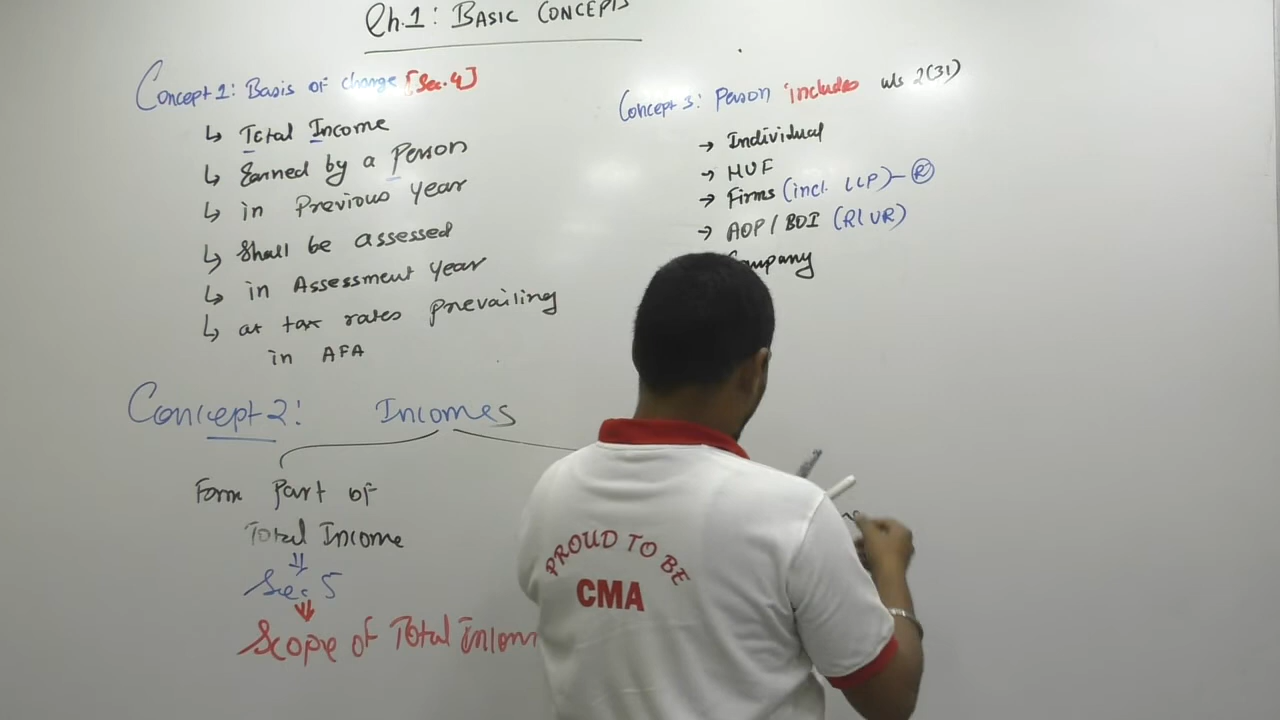 Ch.1: BASIC CONCEPTS
Concept 1: Basis of change [Sec. 4]
↳ Total Income
↳ Earned by a Person
↳ in Previous Year
↳ Shall be assessed
↳ in Assessment Year
↳ at tax rates prevailing
in AFA
Concept 2: Incomes
Form Part of
Total Income
Sec. 5
Scope of Total Incom
Concept 3: Person includes u/s 2(31)
→ Individual
→ HUF
→ Firms (incl. LLP) - R
→ AOP / BOI (R/UR)
Company
PROUD TO BE
CMA